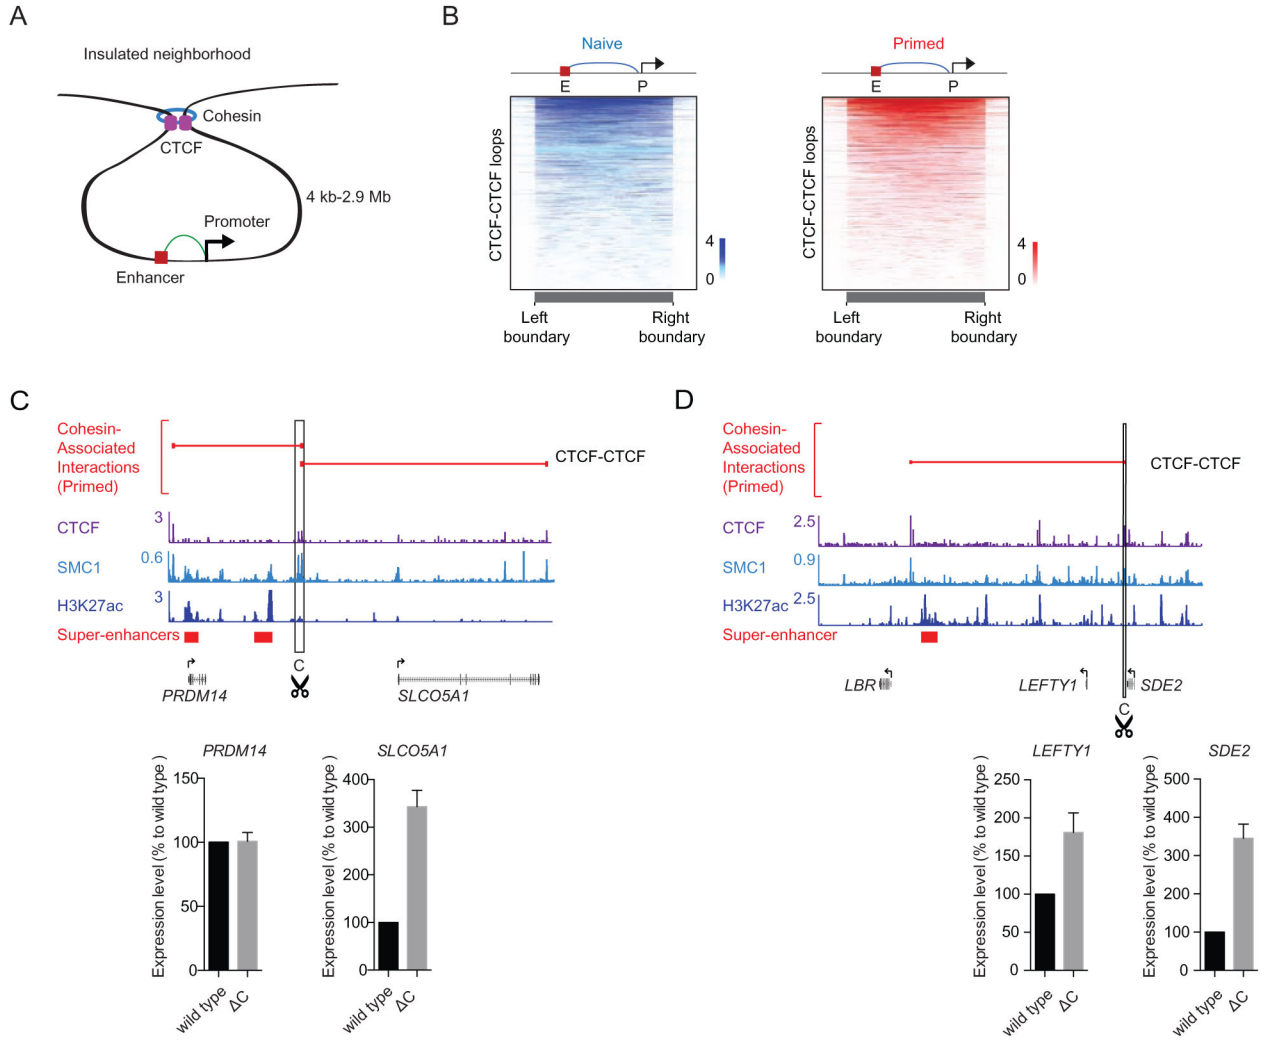 A
Insulated neighborhood
Cohesin
CTCF
4 kb-2.9 Mb
Promoter
Enhancer
B
Naive
E
P
CTCF-CTCF loops
4
0
Left
boundary
Right
boundary
Primed
E
P
CTCF-CTCF loops
4
0
Left
boundary
Right
boundary
C
Cohesin-
Associated
Interactions
(Primed)
CTCF-CTCF
CTCF
3
SMC1
0.6
H3K27ac
3
Super-enhancers
C
PRDM14
SLCO5A1
PRDM14
Expression level (% to wild type )
150
100
50
0
wild type
ΔC
SLCO5A1
Expression level (% to wild type )
400
300
200
100
0
wild type
ΔC
D
Cohesin-
Associated
Interactions
(Primed)
CTCF-CTCF
CTCF
2.5
SMC1
0.9
H3K27ac
2.5
Super-enhancer
LBR
LEFTY1
SDE2
C
LEFTY1
Expression level (% to wild type )
250
200
150
100
50
0
wild type
ΔC
SDE2
Expression level (% to wild type )
500
400
300
200
100
0
wild type
ΔC